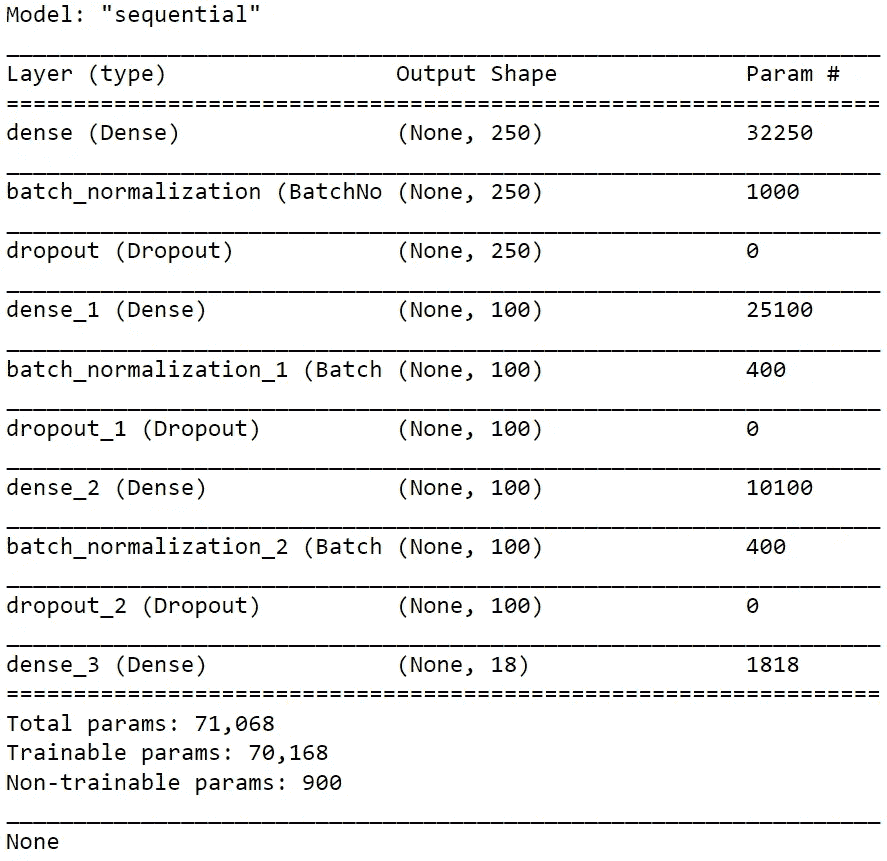 Model: "sequential"
Layer (type) Output Shape Param #
=================================================================
dense (Dense) (None, 250) 32250
batch_normalization (BatchNo (None, 250) 1000
dropout (Dropout) (None, 250) 0
dense_1 (Dense) (None, 100) 25100
batch_normalization_1 (Batch (None, 100) 400
dropout_1 (Dropout) (None, 100) 0
dense_2 (Dense) (None, 100) 10100
batch_normalization_2 (Batch (None, 100) 400
dropout_2 (Dropout) (None, 100) 0
dense_3 (Dense) (None, 18) 1818
=================================================================
Total params: 71,068
Trainable params: 70,168
Non-trainable params: 900
None